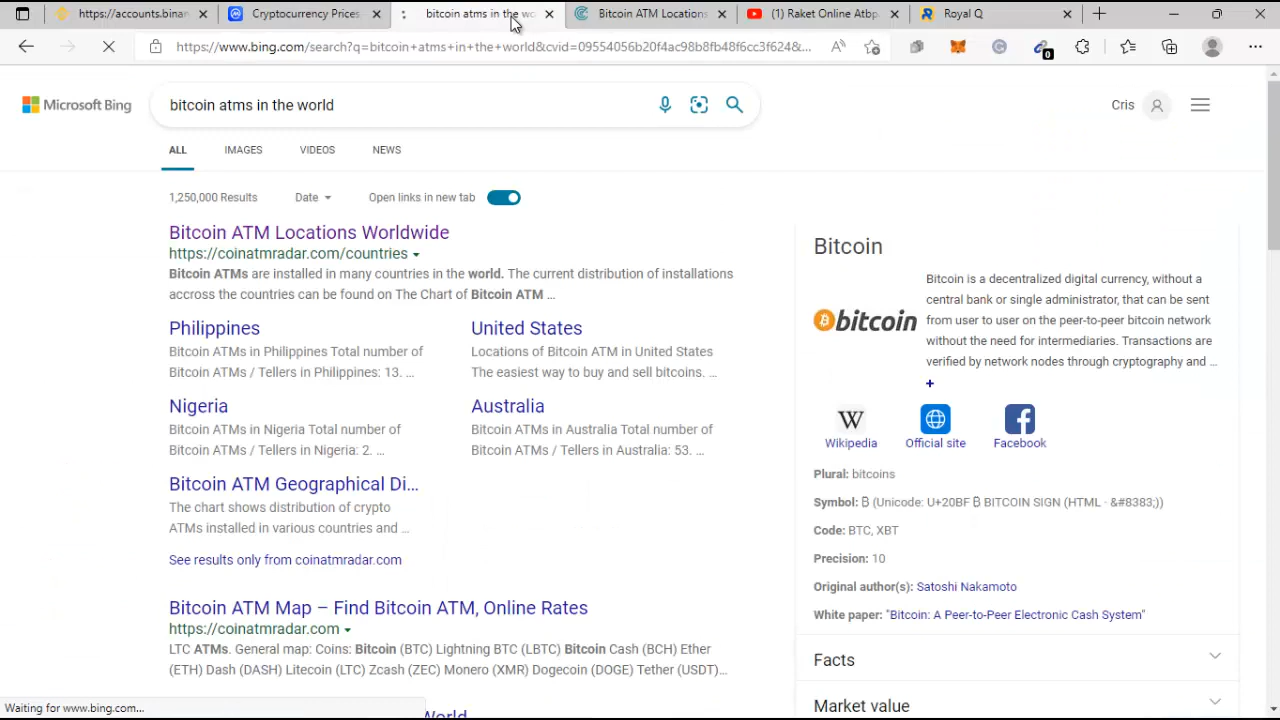 https://accounts.binan
Cryptocurrency Prices,
bitcoin atms in the wo
Bitcoin ATM Locations
(1) Raket Online Atbp
Royal Q
https://www.bing.com/search?q=bitcoin+atms+in+the+world&cvid=09554056b20f4ac98b8fb48f6cc3f624&...
0
Microsoft Bing
bitcoin atms in the world
Cris
ALL
IMAGES
VIDEOS
NEWS
1,250,000 Results
Date
Open links in new tab
Bitcoin ATM Locations Worldwide
https://coinatmradar.com/countries
Bitcoin ATMs are installed in many countries in the world. The current distribution of installations
accross the countries can be found on The Chart of Bitcoin ATM ...
Philippines
Bitcoin ATMs in Philippines Total number of
Bitcoin ATMs / Tellers in Philippines: 13. ...
United States
Locations of Bitcoin ATM in United States
The easiest way to buy and sell bitcoins. ...
Nigeria
Bitcoin ATMs in Nigeria Total number of
Bitcoin ATMs / Tellers in Nigeria: 2. ...
Australia
Bitcoin ATMs in Australia Total number of
Bitcoin ATMs / Tellers in Australia: 53. ...
Bitcoin ATM Geographical Di...
The chart shows distribution of crypto
ATMs installed in various countries and ...
See results only from coinatmradar.com
Bitcoin ATM Map – Find Bitcoin ATM, Online Rates
https://coinatmradar.com
LTC ATMs. General map: Coins: Bitcoin (BTC) Lightning BTC (LBTC) Bitcoin Cash (BCH) Ether
(ETH) Dash (DASH) Litecoin (LTC) Zcash (ZEC) Monero (XMR) Dogecoin (DOGE) Tether (USDT)...
World
Bitcoin
bitcoin
Bitcoin is a decentralized digital currency, without a
central bank or single administrator, that can be sent
from user to user on the peer-to-peer bitcoin network
without the need for intermediaries. Transactions are
verified by network nodes through cryptography and ...
+
W
Wikipedia
Official site
Facebook
Plural: bitcoins
Symbol: ₿ (Unicode: U+20BF ₿ BITCOIN SIGN (HTML · &#8383;))
Code: BTC, XBT
Precision: 10
Original author(s): Satoshi Nakamoto
White paper: "Bitcoin: A Peer-to-Peer Electronic Cash System"
Facts
Market value
Waiting for www.bing.com...